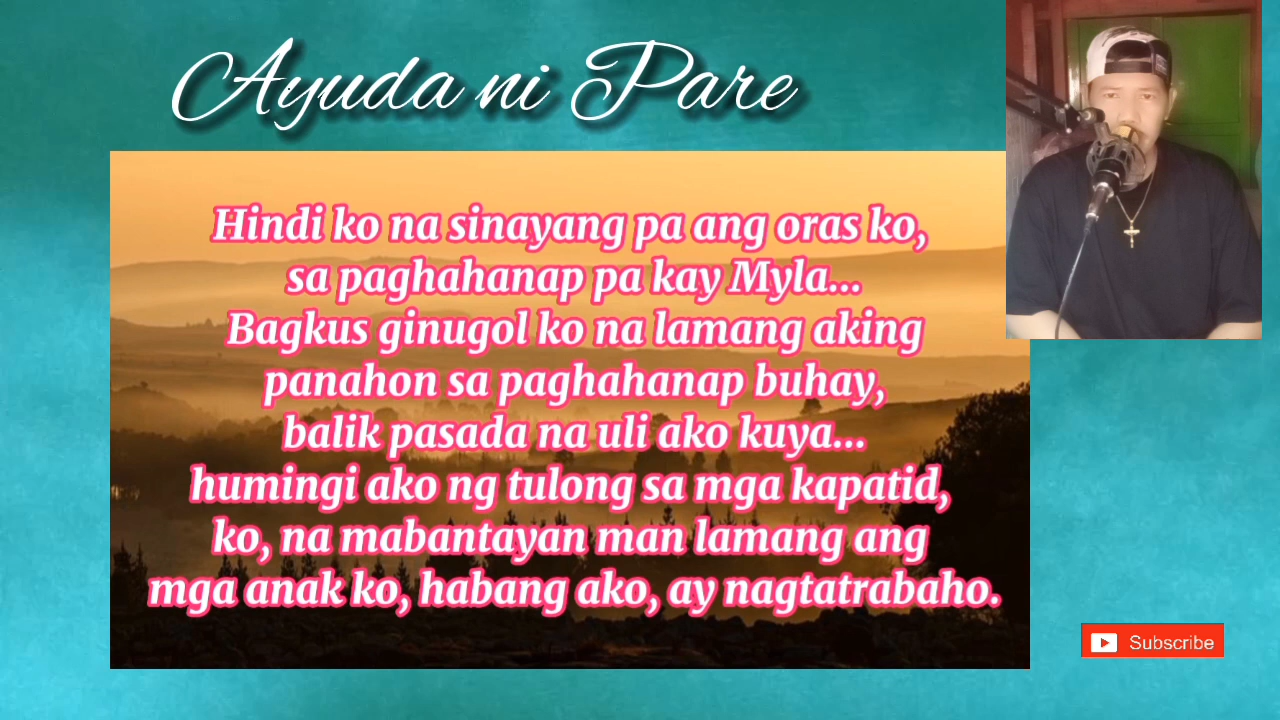 Ayuda ni Pare
Hindi ko na sinayang pa ang oras ko,
sa paghahanap pa kay Myla...
Bagkus ginugol ko na lamang aking
panahon sa paghahanap buhay,
balik pasada na uli ako kuya...
humingi ako ng tulong sa mga kapatid,
ko, na mabantayan man lamang ang
mga anak ko, habang ako, ay nagtatrabaho.
Subscribe